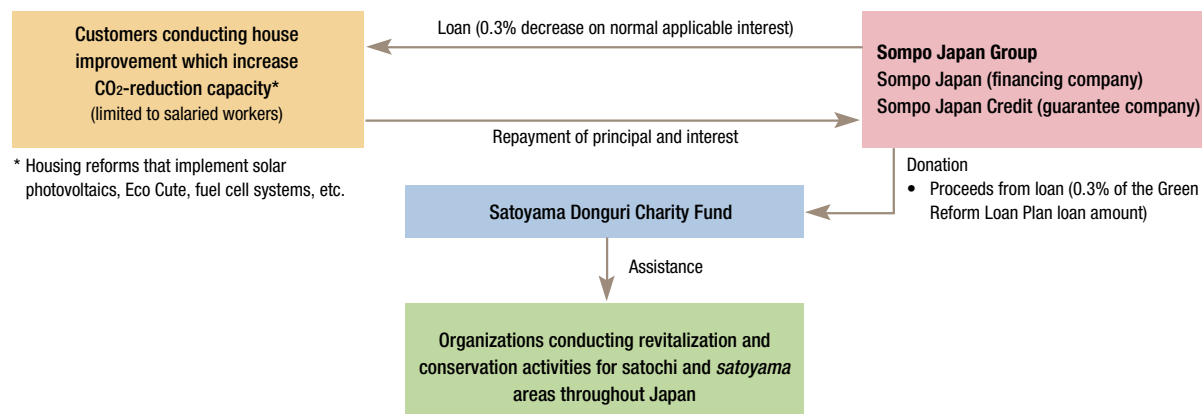 Customers conducting house
improvement which increase
CO2-reduction capacity*
(limited to salaried workers)
Loan (0.3% decrease on normal applicable interest)
Repayment of principal and interest
Sompo Japan Group
Sompo Japan (financing company)
Sompo Japan Credit (guarantee company)
* Housing reforms that implement solar
photovoltaics, Eco Cute, fuel cell systems, etc.
Donation
• Proceeds from loan (0.3% of the Green
Reform Loan Plan loan amount)
Satoyama Donguri Charity Fund
Assistance
Organizations conducting revitalization and
conservation activities for satochi and satoyama
areas throughout Japan